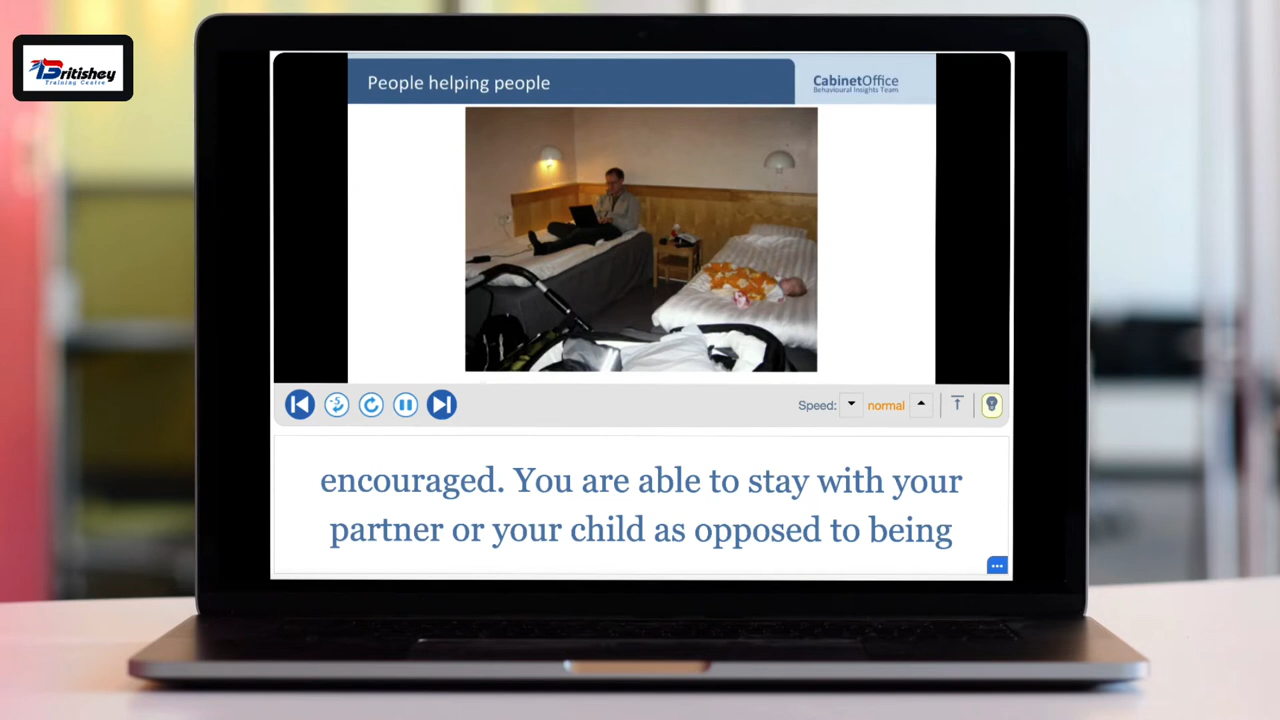 Britishey
Training Centre
People helping people
CabinetOffice
Behavioural Insights Team
5
Speed:
normal
encouraged. You are able to stay with your
partner or your child as opposed to being